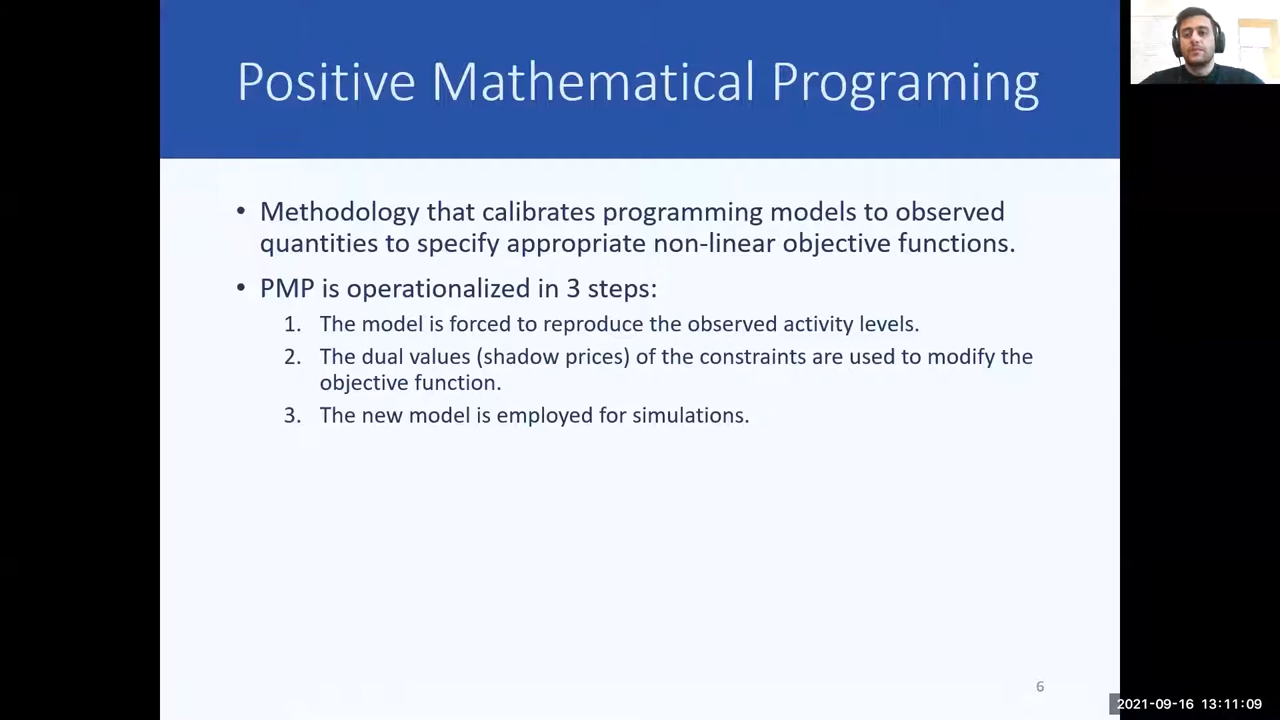 Positive Mathematical Programing
• Methodology that calibrates programming models to observed
quantities to specify appropriate non-linear objective functions.
• PMP is operationalized in 3 steps:
1. The model is forced to reproduce the observed activity levels.
2. The dual values (shadow prices) of the constraints are used to modify the
objective function.
3. The new model is employed for simulations.
6
2021-09-16 13:11:09